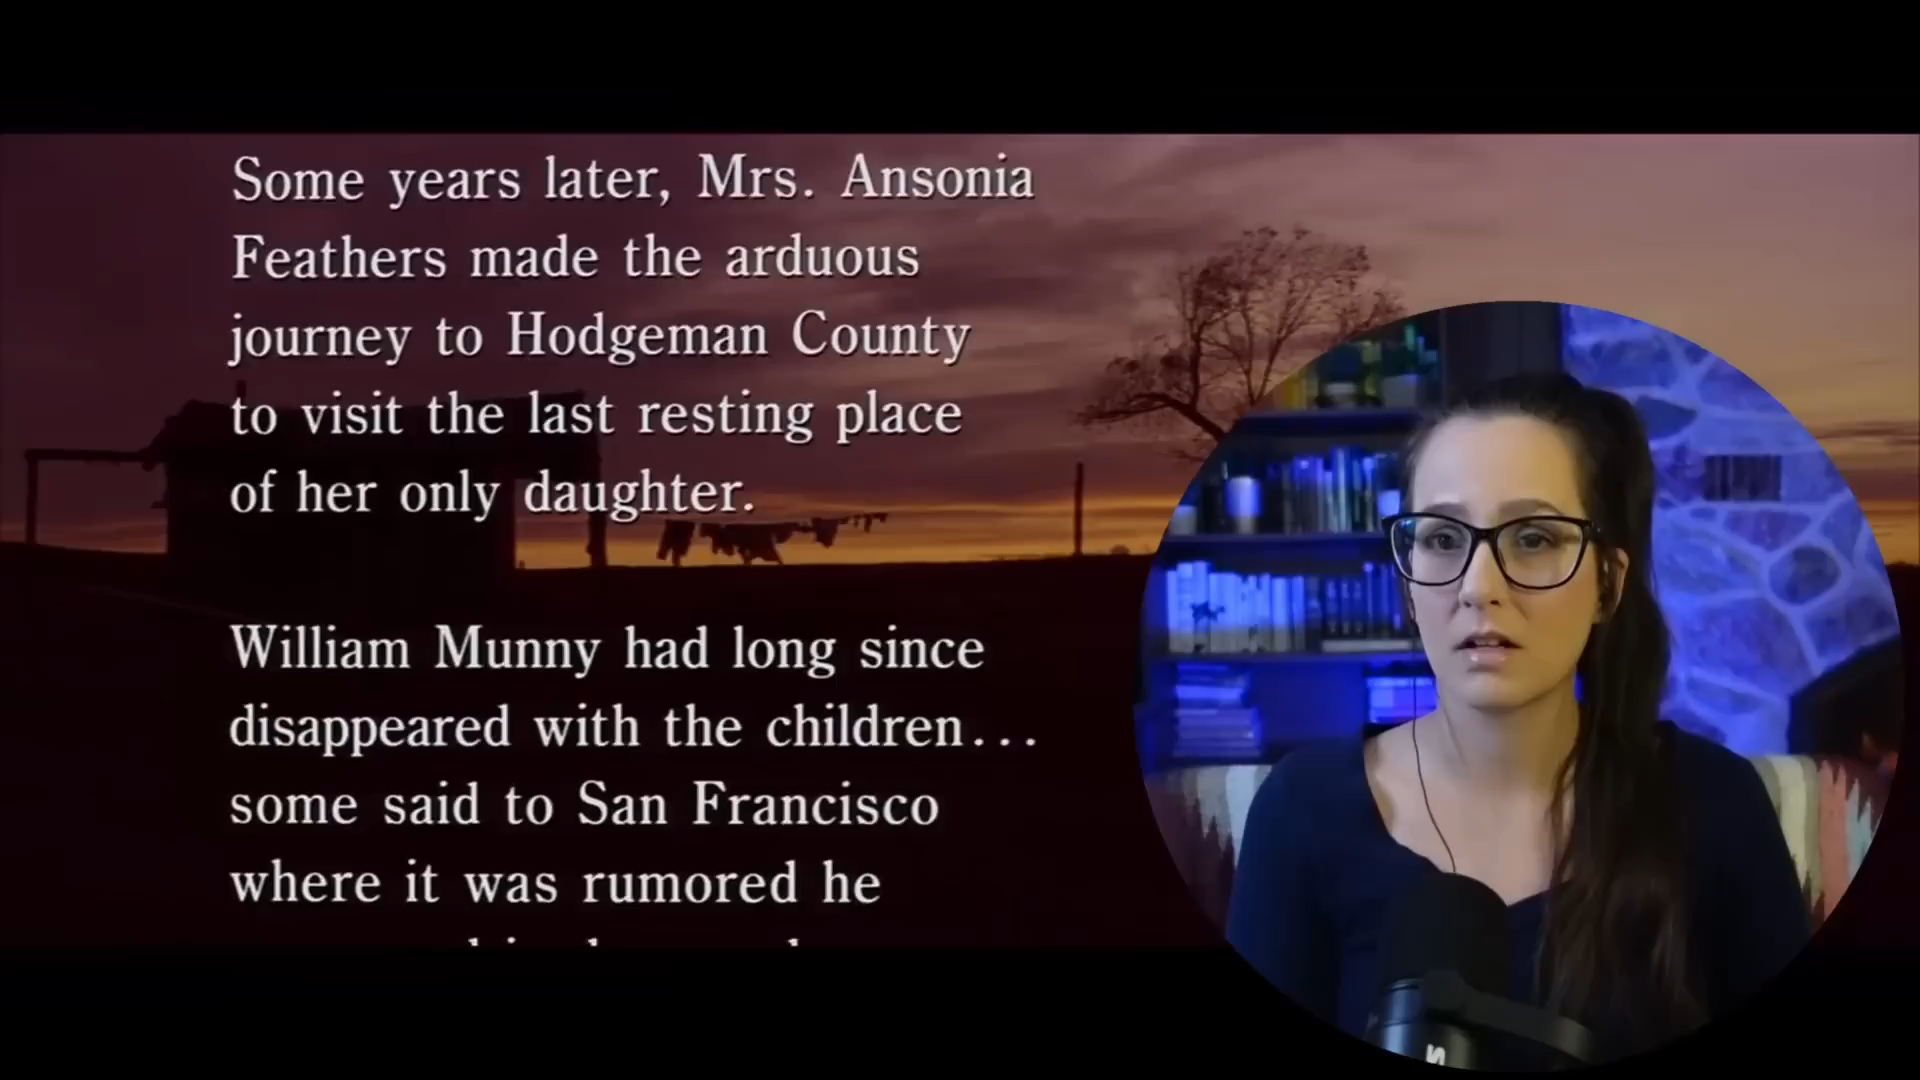 Some years later, Mrs. Ansonia
Feathers made the arduous
journey to Hodgeman County
to visit the last resting place
of her only daughter.
William Munny had long since
disappeared with the children...
some said to San Francisco
where it was rumored he